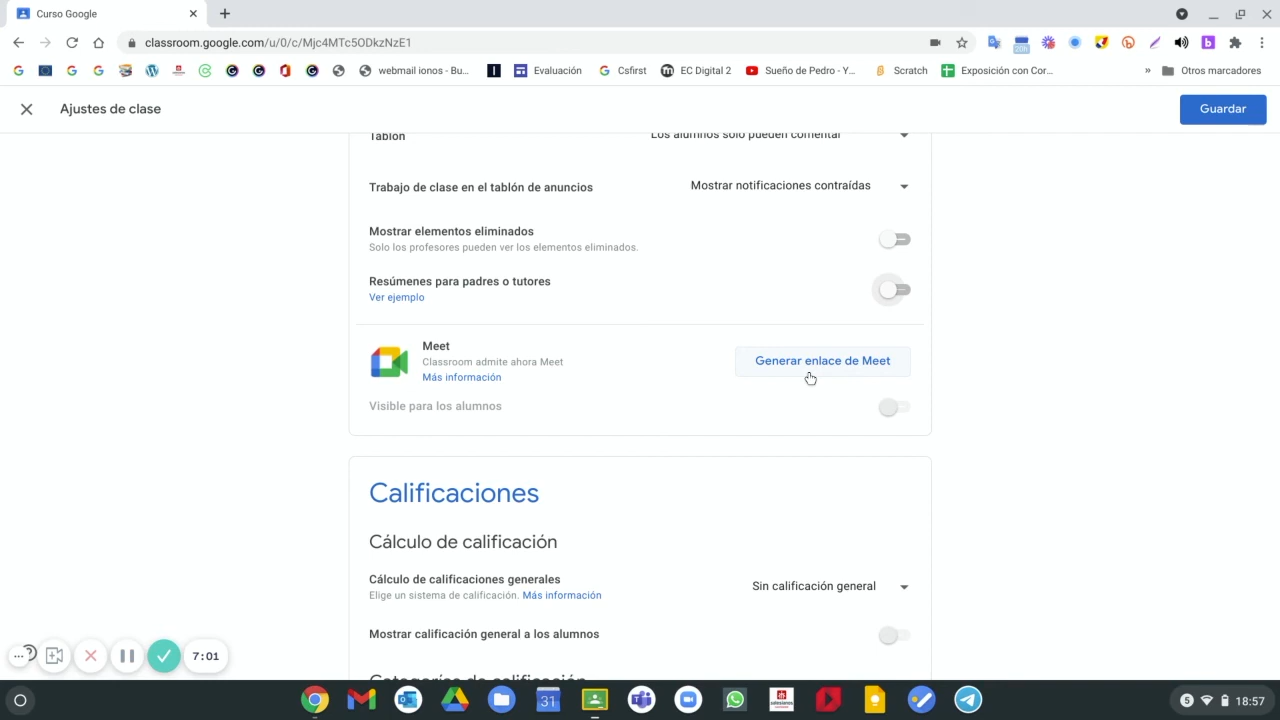 Curso Google
classroom.google.com/u/0/c/Mjc4MTc5ODkzNzE1
webmail ionos - Bu...
Evaluación
Csfirst
EC Digital 2
Sueño de Pedro - Y...
Scratch
Exposición con Cor...
»
Otros marcadores
Ajustes de clase
Guardar
Tablón
Los alumnos solo pueden comentar
Trabajo de clase en el tablón de anuncios
Mostrar notificaciones contraídas
Mostrar elementos eliminados
Solo los profesores pueden ver los elementos eliminados.
Resúmenes para padres o tutores
Ver ejemplo
Meet
Classroom admite ahora Meet
Más información
Generar enlace de Meet
Visible para los alumnos
Calificaciones
Cálculo de calificación
Cálculo de calificaciones generales
Elige un sistema de calificación. Más información
Sin calificación general
Mostrar calificación general a los alumnos
Categorías de calificación
7:01
31
5
18:57